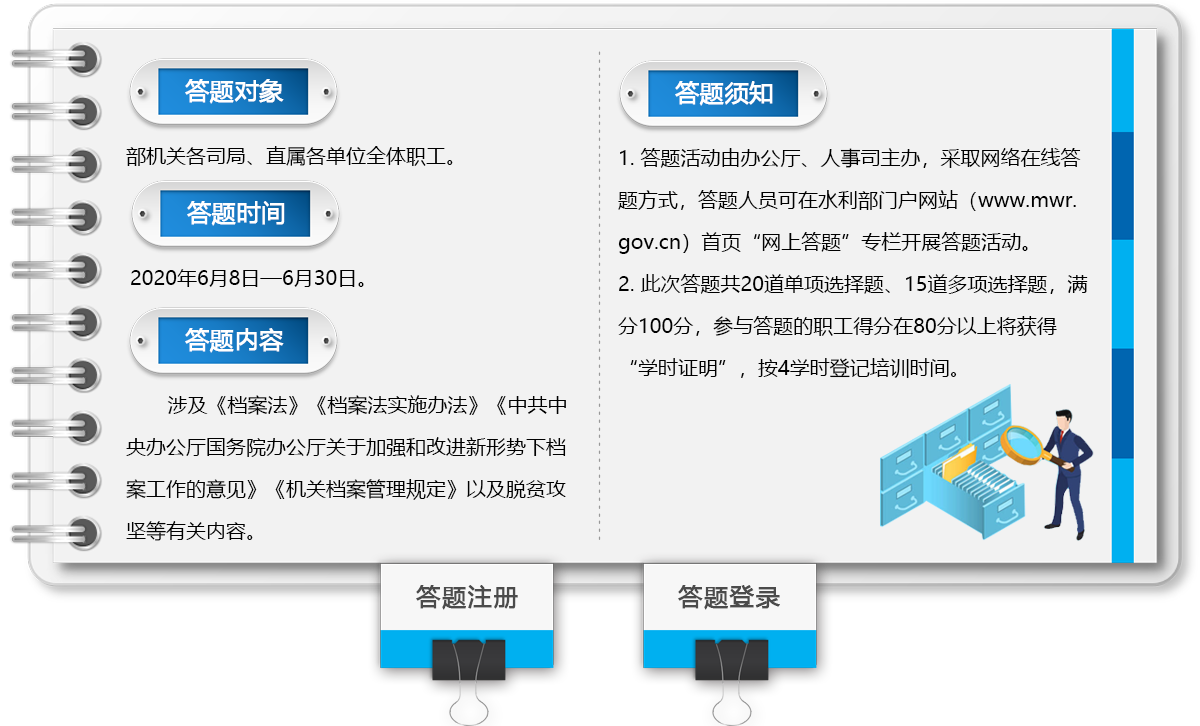 答题对象
部机关各司局、直属各单位全体职工。
答题时间
2020年6月8日—6月30日。
答题内容
涉及《档案法》《档案法实施办法》《中共中
央办公厅国务院办公厅关于加强和改进新形势下档
案工作的意见》《机关档案管理规定》以及脱贫攻
坚等有关内容。
答题须知
1. 答题活动由办公厅、人事司主办，采取网络在线答
题方式，答题人员可在水利部门户网站（www.mwr.
gov.cn）首页“网上答题”专栏开展答题活动。
2. 此次答题共20道单项选择题、15道多项选择题，满
分100分，参与答题的职工得分在80分以上将获得
“学时证明”，按4学时登记培训时间。
答题注册
答题登录